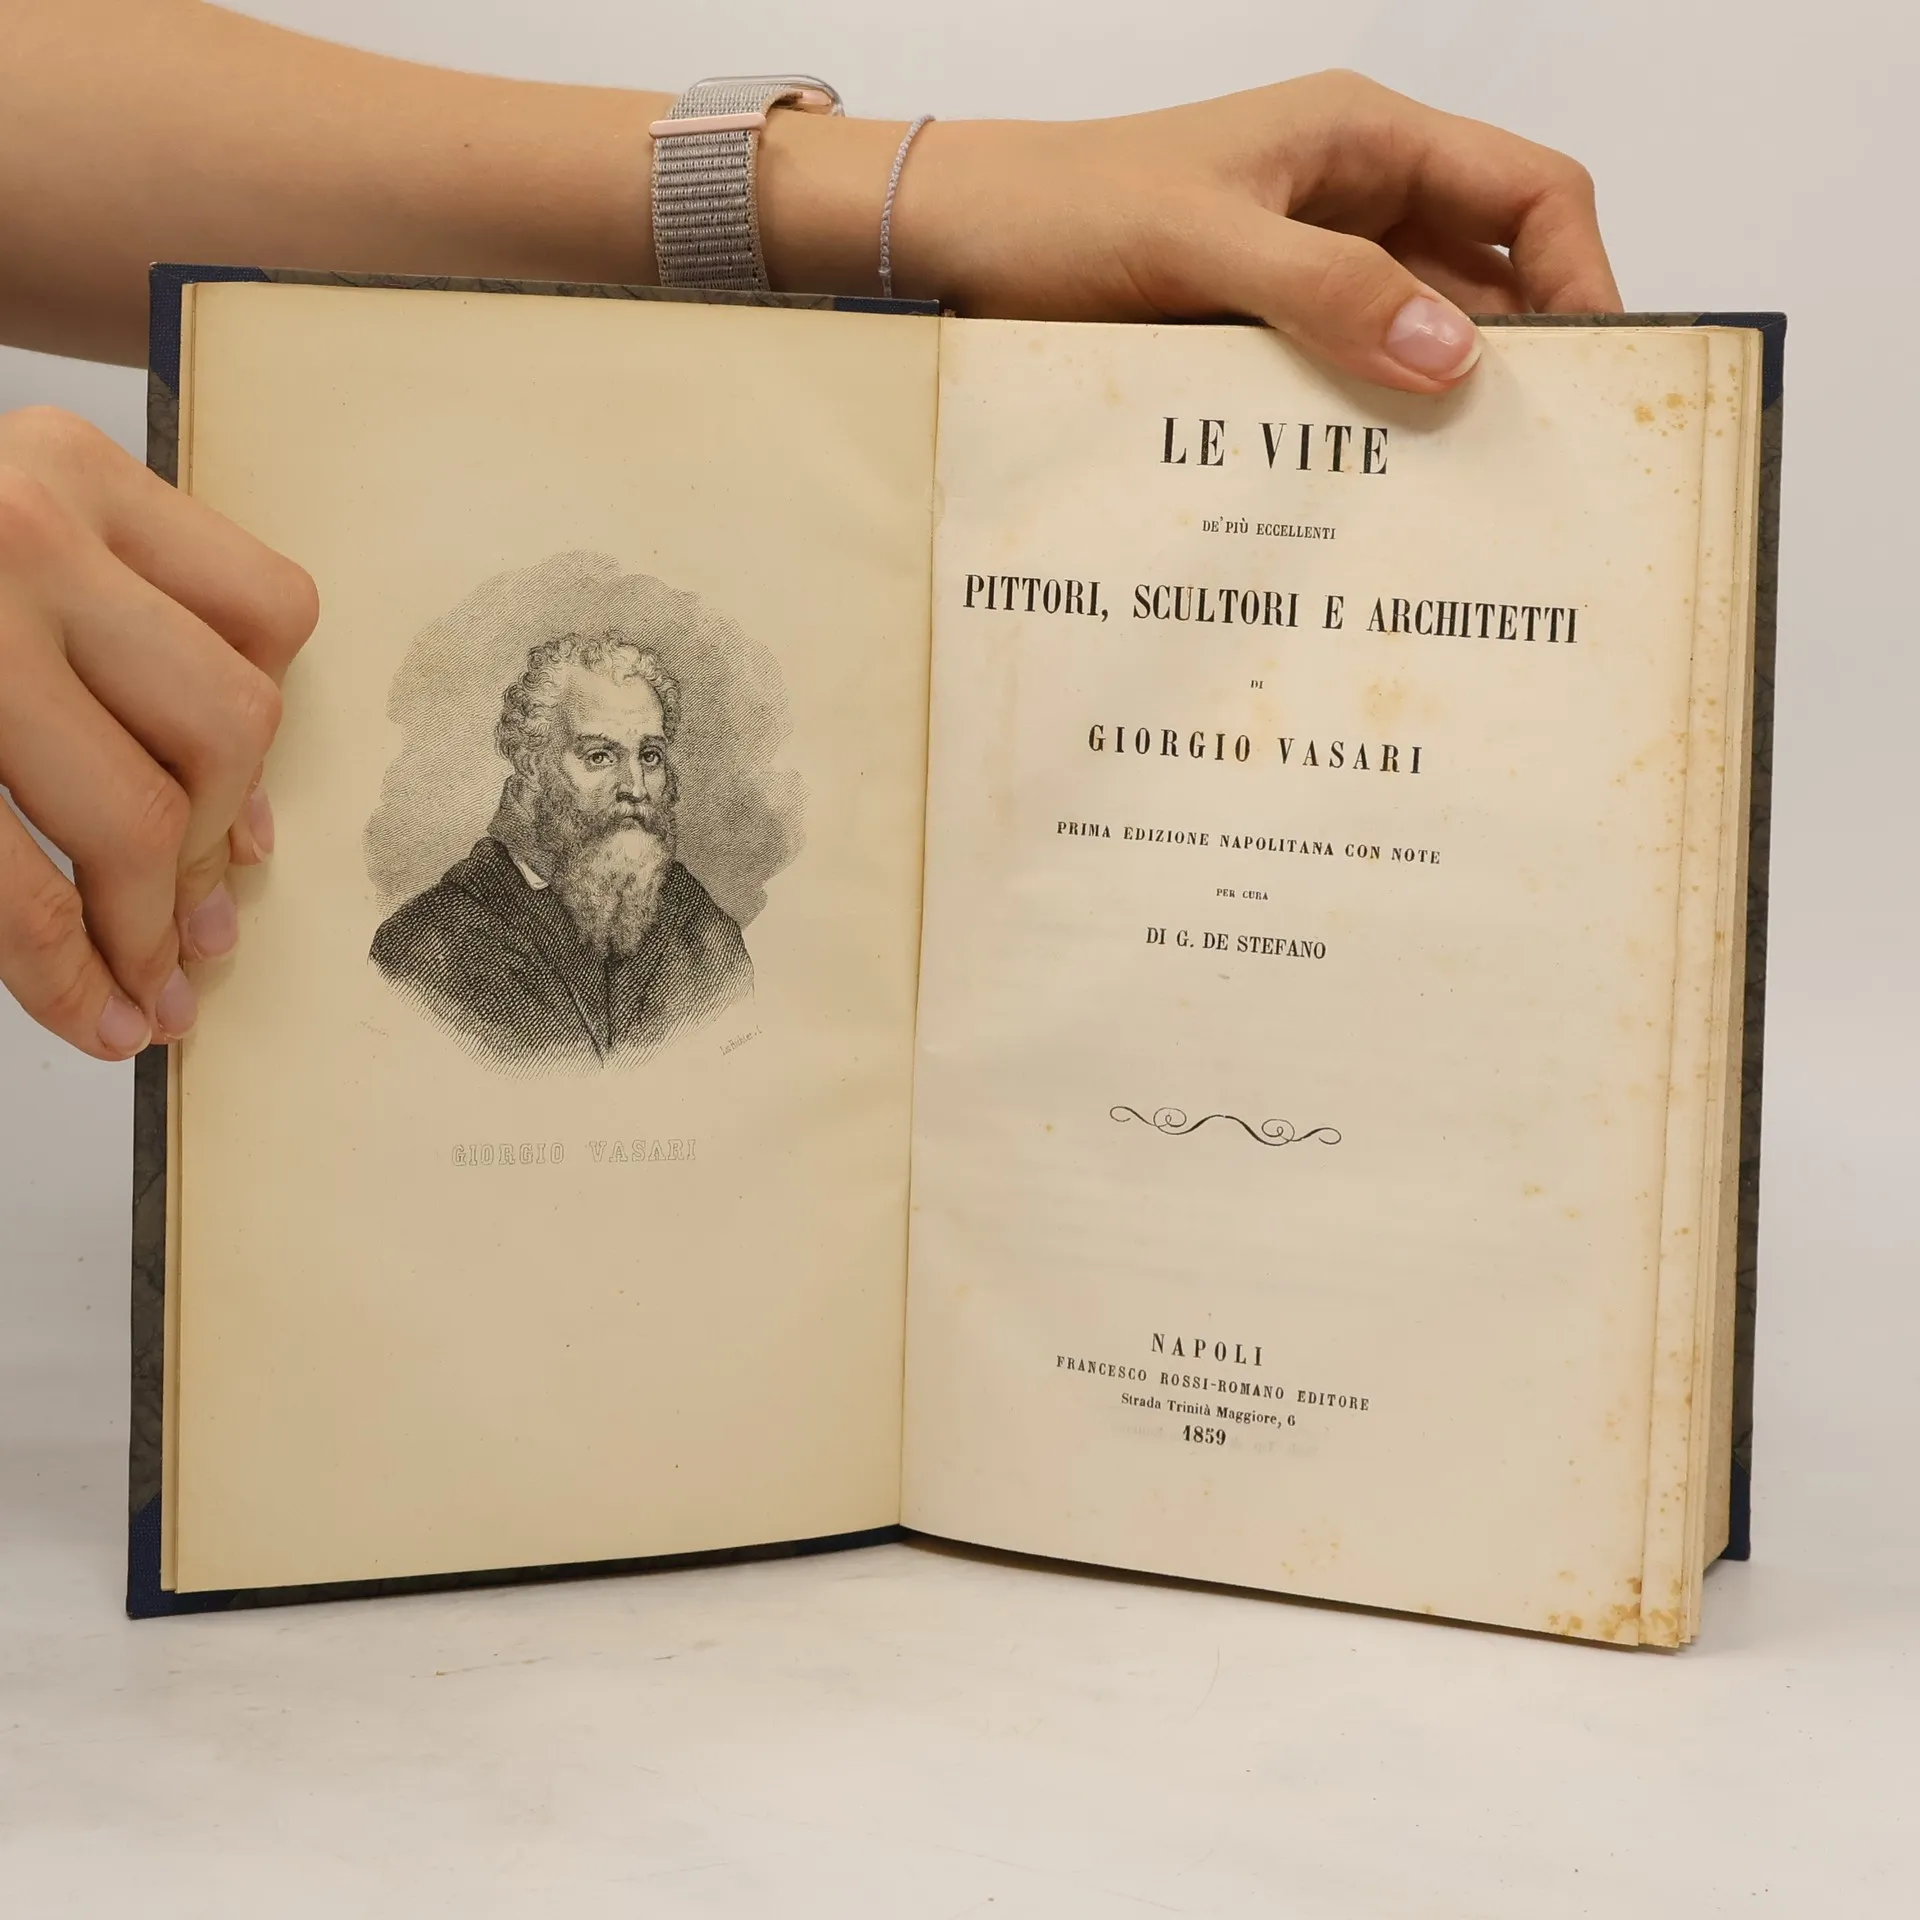 GIORGIO VASARI
LE VITE
DE' PIÙ ECCELLENTI
PITTORI, SCULTORI E ARCHITETTI
DI
GIORGIO VASARI
PRIMA EDIZIONE NAPOLITANA CON NOTE
PER CURA
DI G. DE STEFANO
NAPOLI
FRANCESCO ROSSI-ROMANO EDITORE
Strada Trinità Maggiore, 6
1859